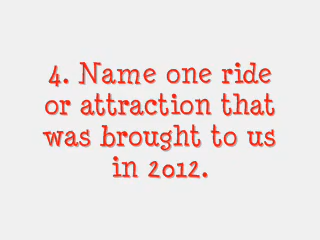 4. Name one ride
or attraction that
was brought to us
in 2012.